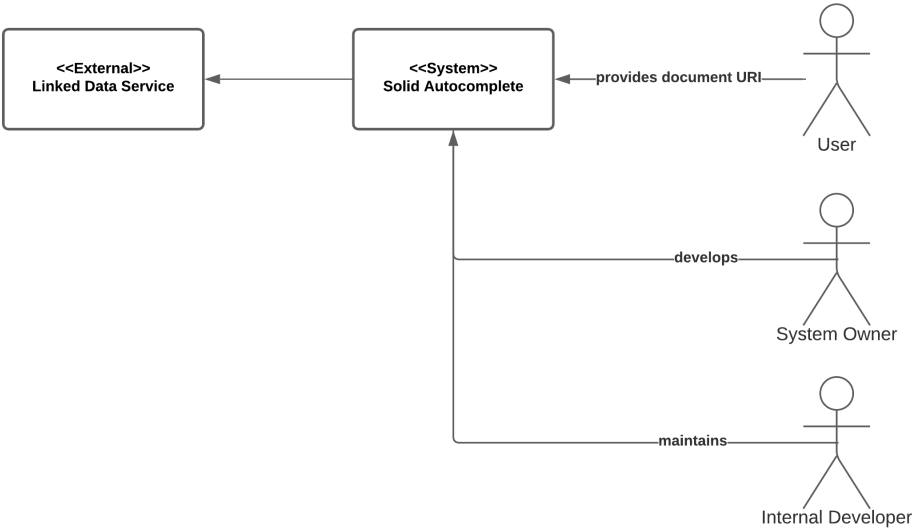 <<External>>
Linked Data Service
<<System>>
Solid Autocomplete
provides document URI
User
develops
System Owner
maintains
Internal Developer